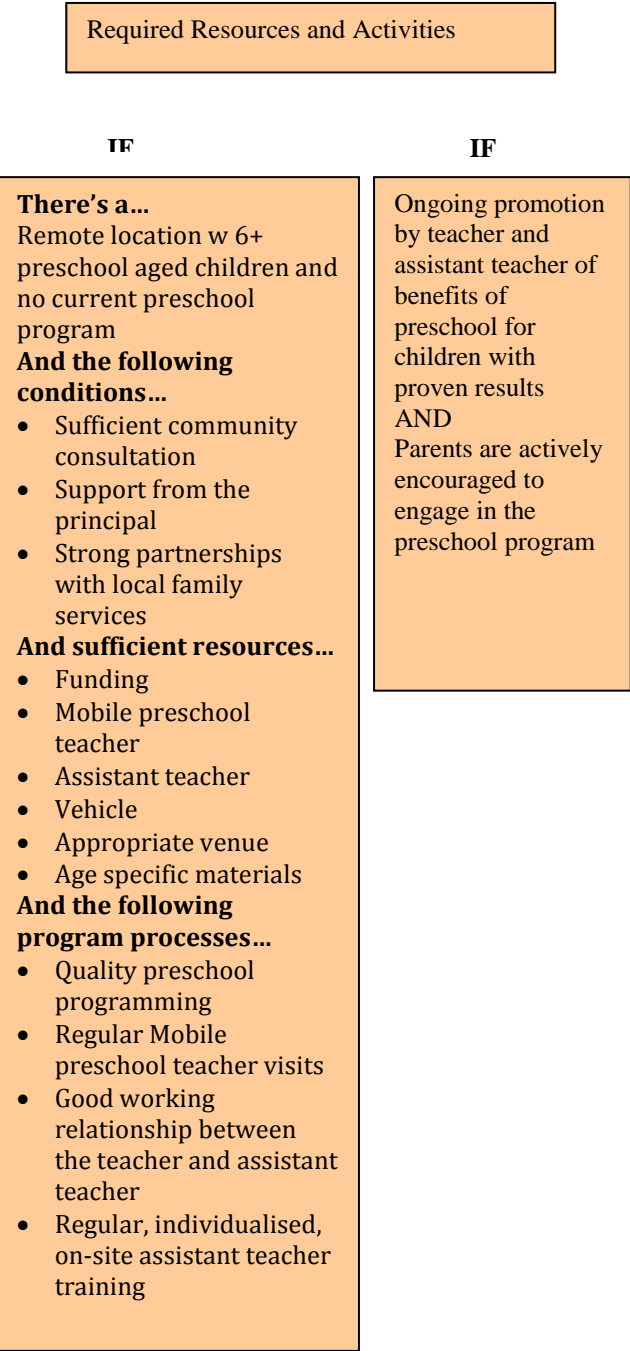 Required Resources and Activities
IF
There's a…
Remote location w 6+
preschool aged children and
no current preschool
program
And the following
conditions…
• Sufficient community
consultation
• Support from the
principal
• Strong partnerships
with local family
services
And sufficient resources…
• Funding
• Mobile preschool
teacher
• Assistant teacher
• Vehicle
• Appropriate venue
• Age specific materials
And the following
program processes…
• Quality preschool
programming
• Regular Mobile
preschool teacher visits
• Good working
relationship between
the teacher and assistant
teacher
• Regular, individualised,
on-site assistant teacher
training
IF
Ongoing promotion
by teacher and
assistant teacher of
benefits of
preschool for
children with
proven results
AND
Parents are actively
encouraged to
engage in the
preschool program